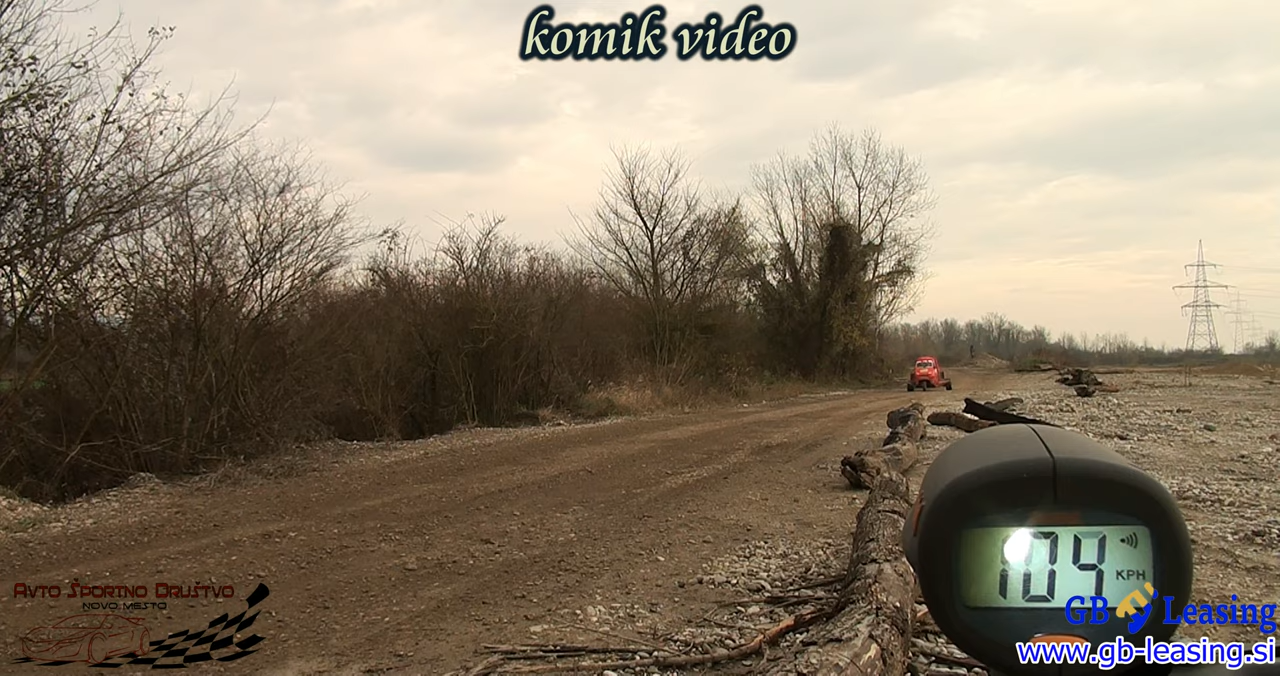 komik video
104
KPH
AVTO ŠPORTNO DRUŠTVO
NOVO MESTO
GB Leasing
www.gb-leasing.si